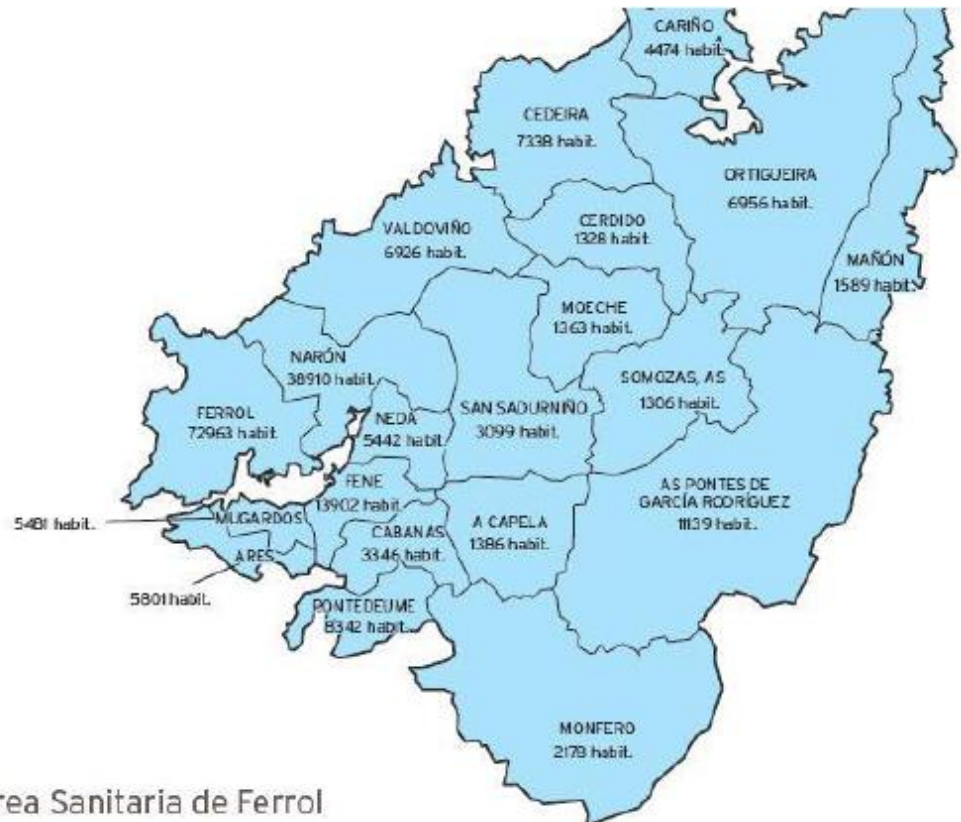 CARIÑO
4474 habit.
CEDEIRA
7338 habit.
ORTIGUEIRA
6956 habit.
VALDOVIÑO
6926 habit.
CERDIDO
1328 habit.
MAÑÓN
1589 habit.
MOECHE
1363 habit.
NARÓN
38910 habit.
SOMOZAS, AS
1306 habit.
FERROL
72963 habit.
NEDA
5442 habit.
SAN SADURNIÑO
3099 habit.
FENE
13902 habit.
AS PONTES DE
GARCÍA RODRÍGUEZ
11139 habit.
5481 habit.
MUGARDOS
CABANAS
3346 habit.
A CAPELA
1386 habit.
ARES
5801 habit.
PONTEDEUME
8342 habit.
MONFERO
2178 habit.
rea Sanitaria de Ferrol